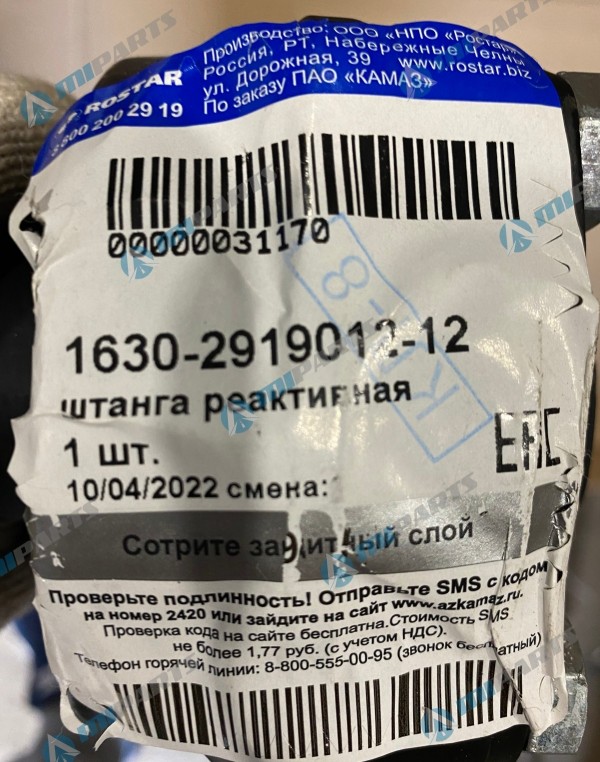 Производство: ООО «НПО «Ростар»
Россия, РТ, Набережные Челны
ул. Дорожная, 39 www.rostar.biz
По заказу ПАО «КАМАЗ»
ROSTAR
8 800 200 29 19
00000031170
1630-2919012-12
штанга реактивная
1 шт.
10/04/2022 смена:
EAC
Сотрите защитный слой
Проверьте подлинность! Отправьте SMS с кодом
на номер 2420 или зайдите на сайт www.azkamaz.ru.
Проверка кода на сайте бесплатна.Стоимость SMS
не более 1,77 руб. (с учетом НДС).
Телефон горячей линии: 8-800-555-00-95 (звонок бесплатный)
MIPARTS